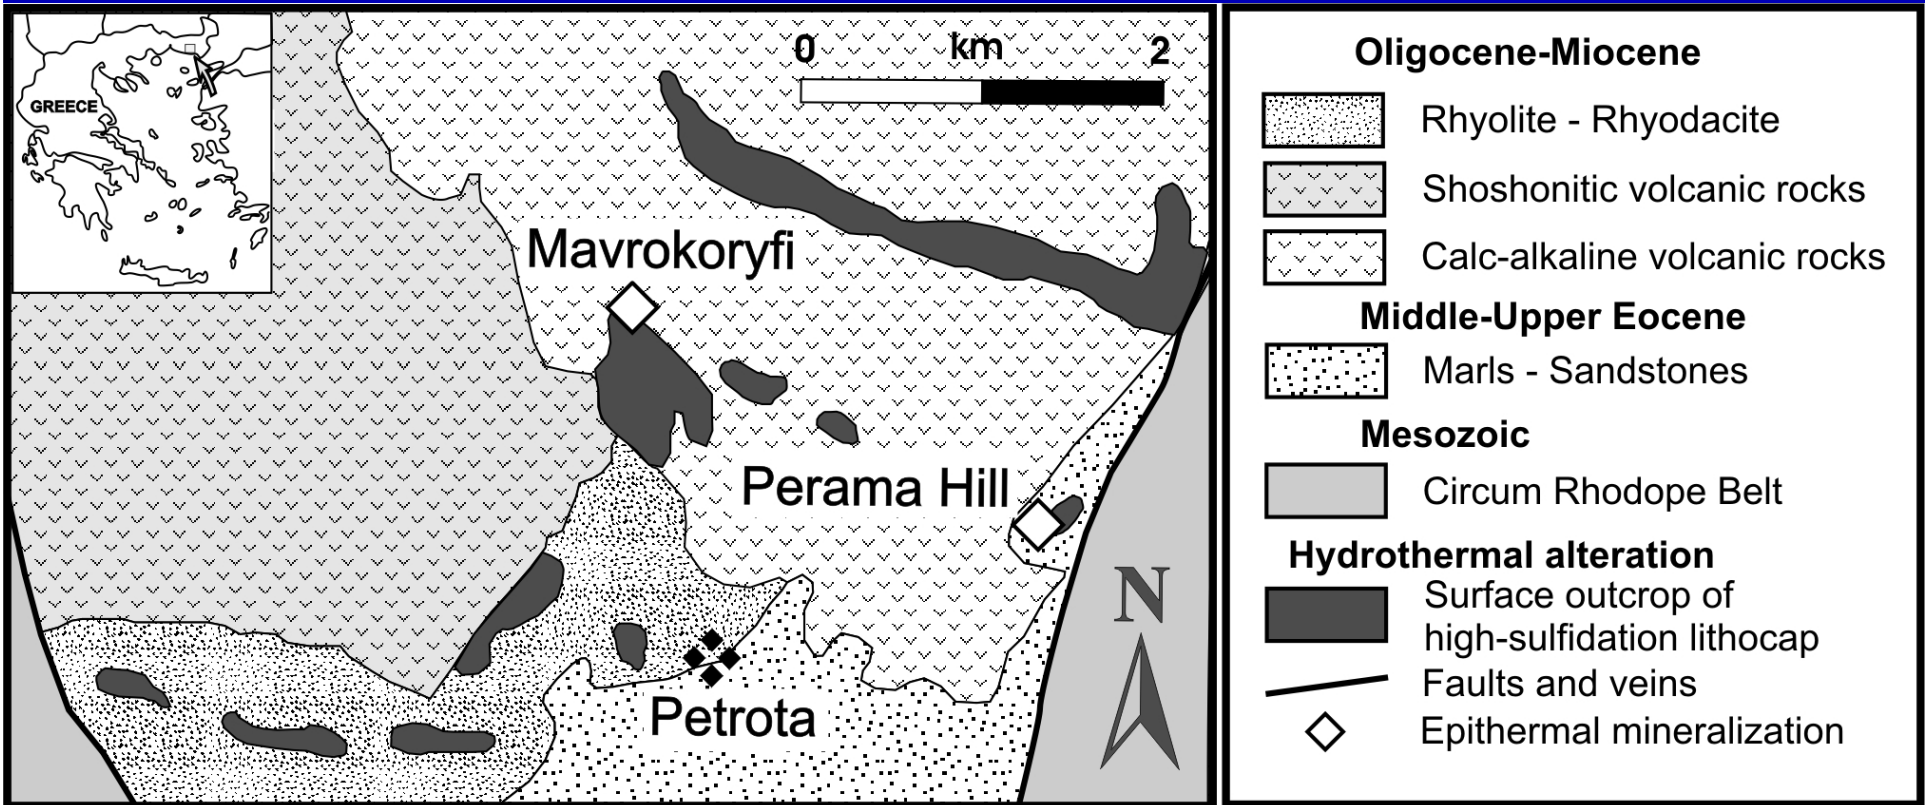 GREECE
0 km 2
Mavrokoryfi
Perama Hill
N
Petrota
Oligocene-Miocene
Rhyolite - Rhyodacite
Shoshonitic volcanic rocks
Calc-alkaline volcanic rocks
Middle-Upper Eocene
Marls - Sandstones
Mesozoic
Circum Rhodope Belt
Hydrothermal alteration
Surface outcrop of
high-sulfidation lithocap
Faults and veins
Epithermal mineralization